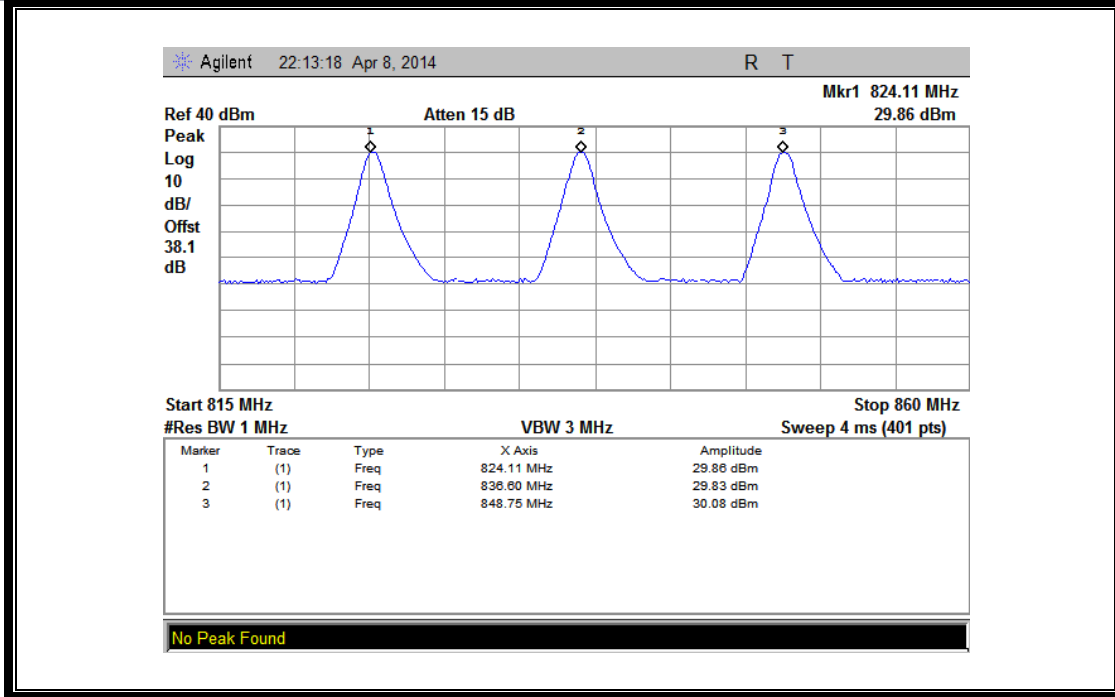 Agilent 22:13:18 Apr 8, 2014 R T
Mkr1 824.11 MHz
Ref 40 dBm Atten 15 dB 29.86 dBm
Peak
Log
10
dB/
Offst
38.1
dB
1 2 3
Start 815 MHz Stop 860 MHz
#Res BW 1 MHz VBW 3 MHz Sweep 4 ms (401 pts)
Marker Trace Type X Axis Amplitude
1 (1) Freq 824.11 MHz 29.86 dBm
2 (1) Freq 836.60 MHz 29.83 dBm
3 (1) Freq 848.75 MHz 30.08 dBm
No Peak Found